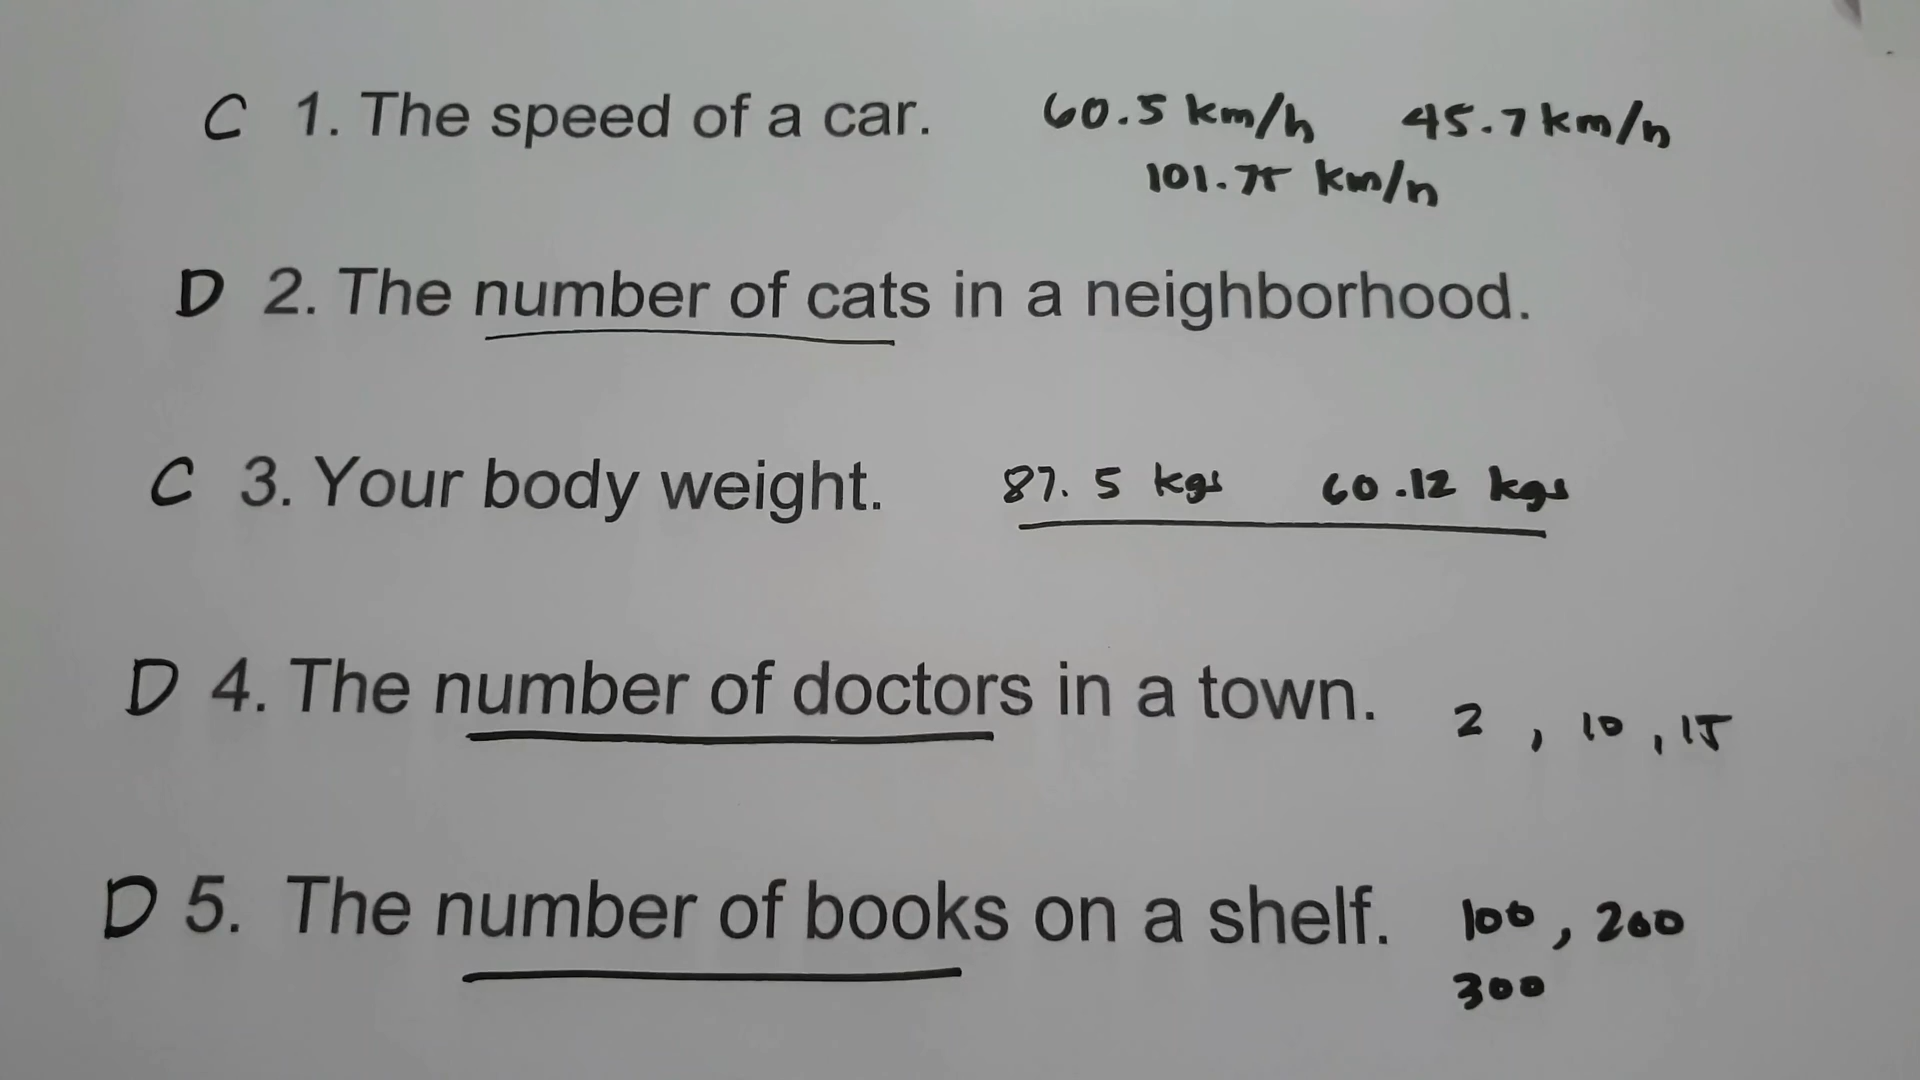 C 1. The speed of a car. 60.5 km/h 45.7 km/h
101.75 km/h
D 2. The number of cats in a neighborhood.
C 3. Your body weight. 87.5 kgs 60.12 kgs
D 4. The number of doctors in a town. 2, 10, 15
D 5. The number of books on a shelf. 100, 200
300